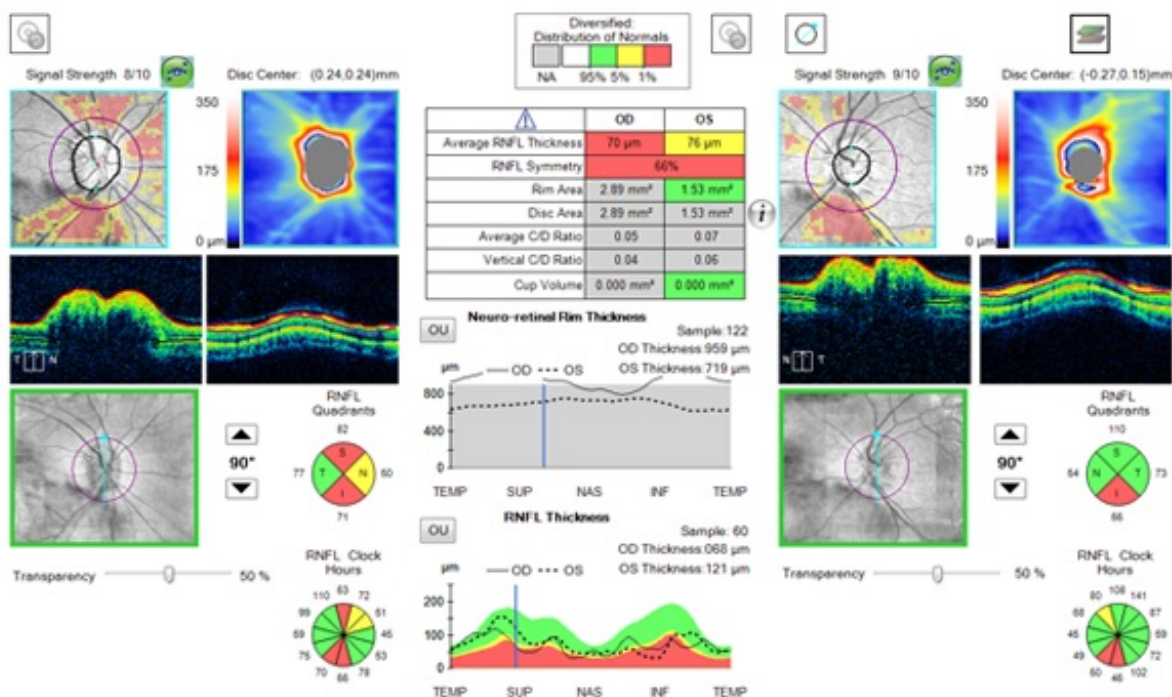 Diversified:
Distribution of Normals
NA 95% 5% 1%
Signal Strength 8/10
Disc Center: (0.24,0.24)mm
350
175
0 µm
T N
OD OS
Average RNFL Thickness 70 µm 76 µm
RNFL Symmetry 66%
Rim Area 2.89 mm² 1.53 mm²
Disc Area 2.89 mm² 1.53 mm²
Average C/D Ratio 0.05 0.07
Vertical C/D Ratio 0.04 0.06
Cup Volume 0.000 mm³ 0.000 mm³
i
Signal Strength 9/10
Disc Center: (-0.27,0.15)mm
350
175
0 µm
N T
OU
Neuro-retinal Rim Thickness
Sample:122
OD Thickness:959 µm
OS Thickness:719 µm
µm
OD OS
800
400
0
TEMP SUP NAS INF TEMP
OU
RNFL Thickness
Sample: 60
OD Thickness:068 µm
OS Thickness:121 µm
µm
OD OS
200
100
0
TEMP SUP NAS INF TEMP
90°
Transparency 50 %
RNFL
Quadrants
82
S
77 T N 60
I
71
RNFL Clock
Hours
63
110 72
99 61
59 46
75 53
70 78
66
90°
Transparency 50 %
RNFL
Quadrants
110
S
N T 73
I
66
RNFL Clock
Hours
108
80 141
68 87
49 72
60 102
46